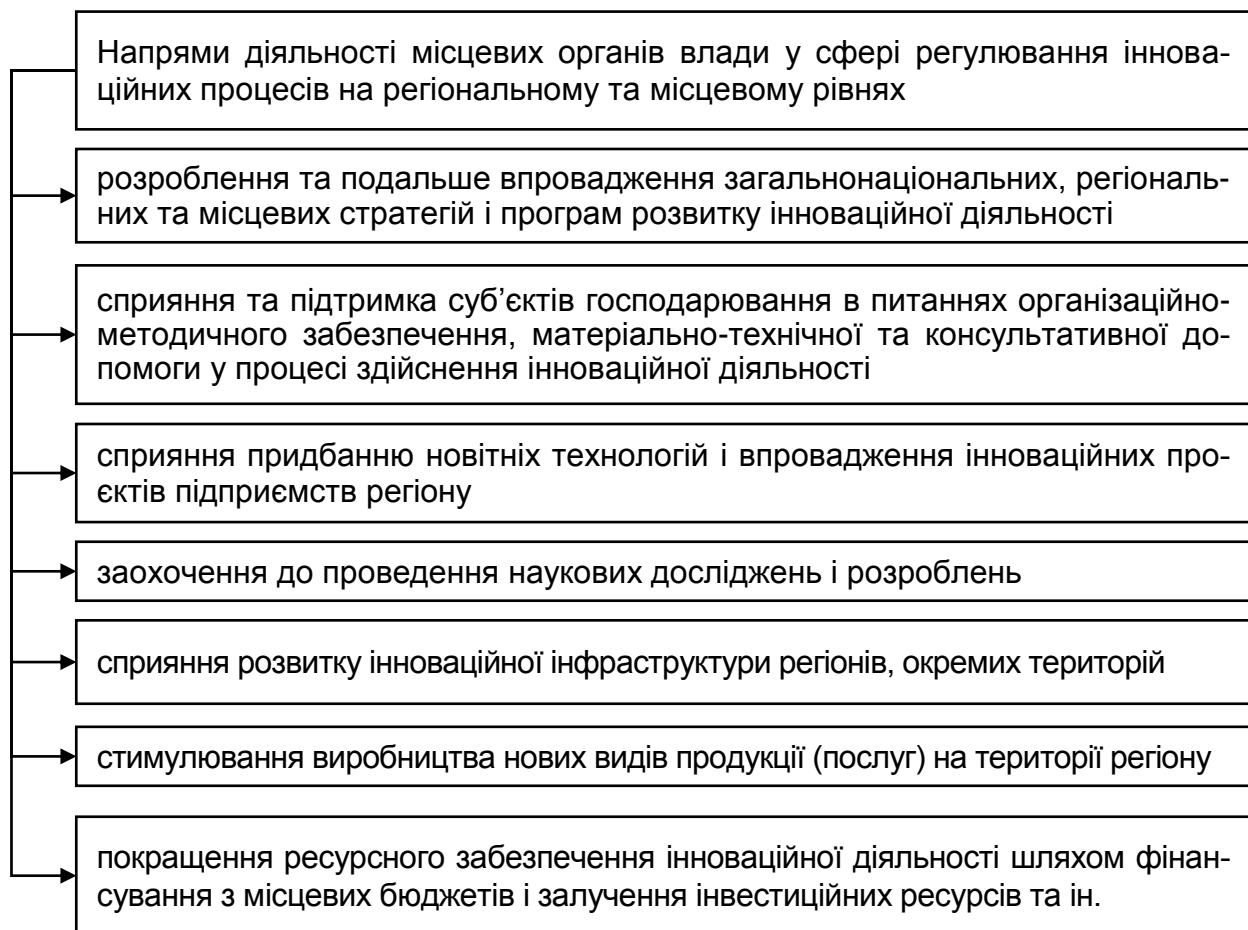 Напрями діяльності місцевих органів влади у сфері регулювання іннова-
ційних процесів на регіональному та місцевому рівнях
розроблення та подальше впровадження загальнонаціональних, регіональ-
них та місцевих стратегій і програм розвитку інноваційної діяльності
сприяння та підтримка суб’єктів господарювання в питаннях організаційно-
методичного забезпечення, матеріально-технічної та консультативної до-
помоги у процесі здійснення інноваційної діяльності
сприяння придбанню новітніх технологій і впровадження інноваційних про-
єктів підприємств регіону
заохочення до проведення наукових досліджень і розроблень
сприяння розвитку інноваційної інфраструктури регіонів, окремих територій
стимулювання виробництва нових видів продукції (послуг) на території регіону
покращення ресурсного забезпечення інноваційної діяльності шляхом фінан-
сування з місцевих бюджетів і залучення інвестиційних ресурсів та ін.